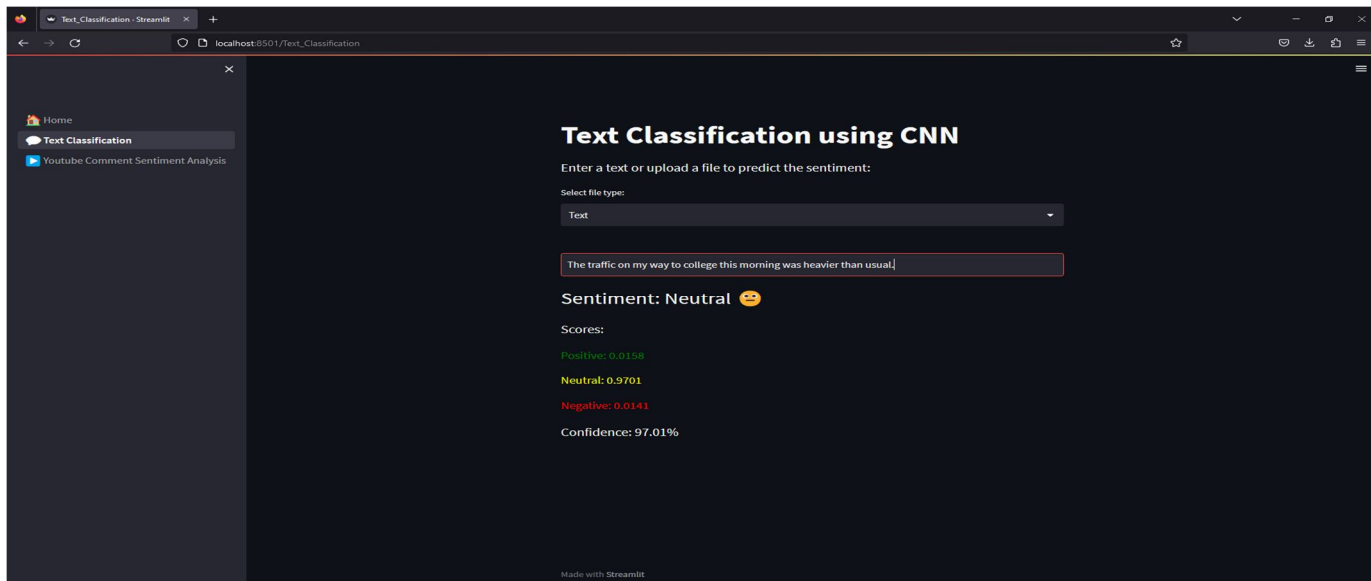 Text_Classification - Streamlit
localhost:8501/Text_Classification
Home
Text Classification
Youtube Comment Sentiment Analysis
Text Classification using CNN
Enter a text or upload a file to predict the sentiment:
Select file type:
Text
The traffic on my way to college this morning was heavier than usual.
Sentiment: Neutral 😐
Scores:
Positive: 0.0158
Neutral: 0.9701
Negative: 0.0141
Confidence: 97.01%
Made with Streamlit